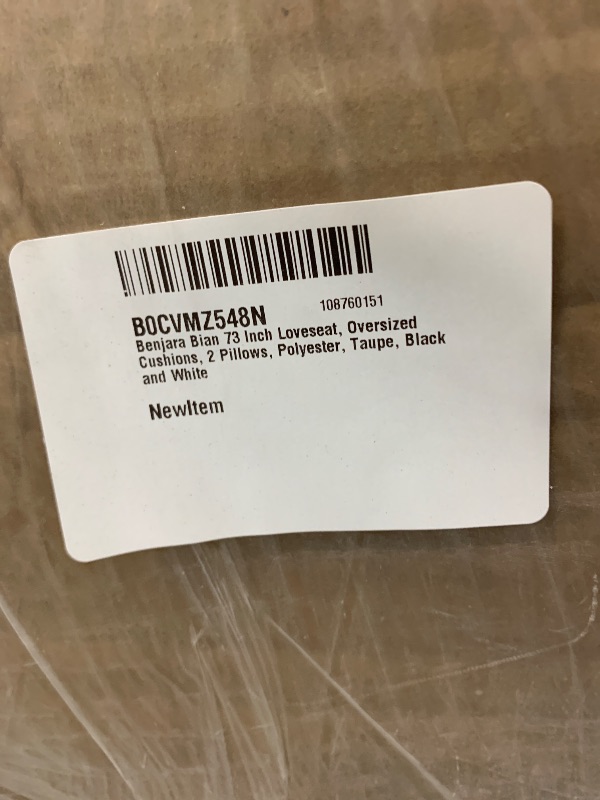 B0CVMZ548N 108760151
Benjara Bian 73 Inch Loveseat, Oversized
Cushions, 2 Pillows, Polyester, Taupe, Black
and White
NewItem